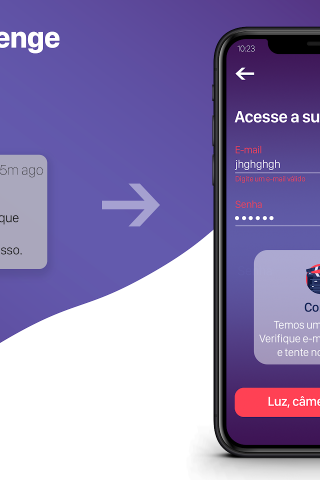 enge
5m ago
que
sso.
10:23
Acesse a su
E-mail
jhghghgh
Digite um e-mail válido
Senha
Co
Temos um
Verifique e-m
e tente no
Luz, câme